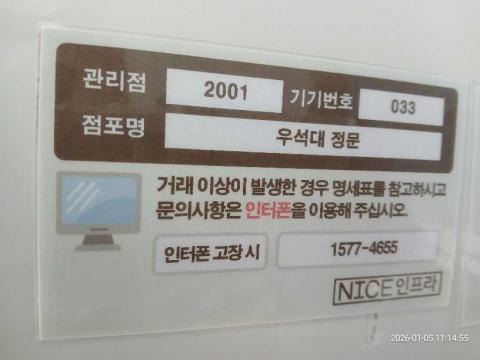 관리점 2001 기기번호 033
점포명 우석대 정문
거래 이상이 발생한 경우 명세표를 참고하시고
문의사항은 인터폰을 이용해 주십시오.
인터폰 고장 시 1577-4655
NICE인프라
2026-01-05 11:14:55